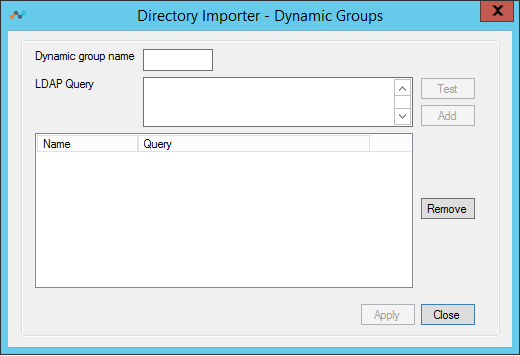 Directory Importer - Dynamic Groups
Dynamic group name
LDAP Query
Test
Add
Name Query
Remove
Apply Close